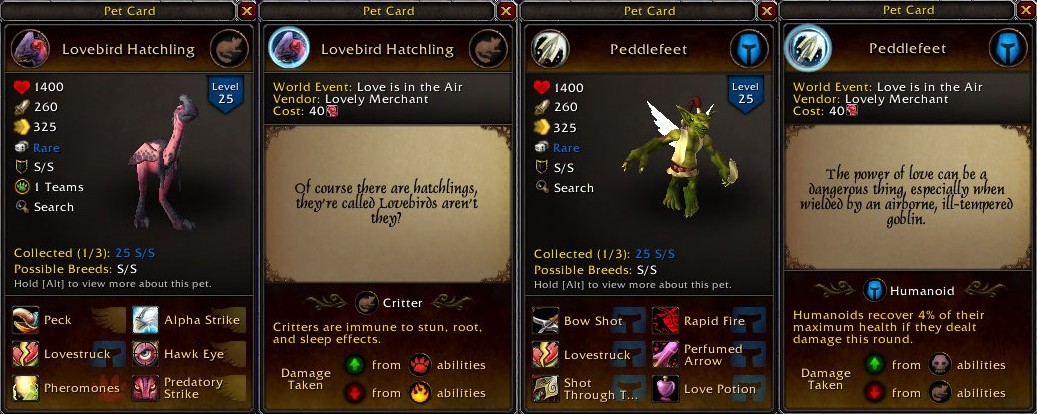 Pet Card
Lovebird Hatchling
Level
25
1400
260
325
Rare
S/S
1 Teams
Search
Collected (1/3): 25 S/S
Possible Breeds: S/S
Hold [Alt] to view more about this pet.
Peck
Alpha Strike
Lovestruck
Hawk Eye
Pheromones
Predatory
Strike
Pet Card
Lovebird Hatchling
World Event: Love is in the Air
Vendor: Lovely Merchant
Cost: 40
Of course there are hatchlings,
they're called Lovebirds aren't
they?
Critter
Critters are immune to stun, root,
and sleep effects.
Damage
Taken
from abilities
from abilities
Pet Card
Peddlefeet
Level
25
1400
260
325
Rare
S/S
Search
Collected (1/3): 25 S/S
Possible Breeds: S/S
Hold [Alt] to view more about this pet.
Bow Shot
Rapid Fire
Lovestruck
Perfumed
Arrow
Shot
Through T...
Love Potion
Pet Card
Peddlefeet
World Event: Love is in the Air
Vendor: Lovely Merchant
Cost: 40
The power of love can be a
dangerous thing, especially when
wielded by an airborne, ill-tempered
goblin.
Humanoid
Humanoids recover 4% of their
maximum health if they dealt
damage this round.
Damage
Taken
from abilities
from abilities